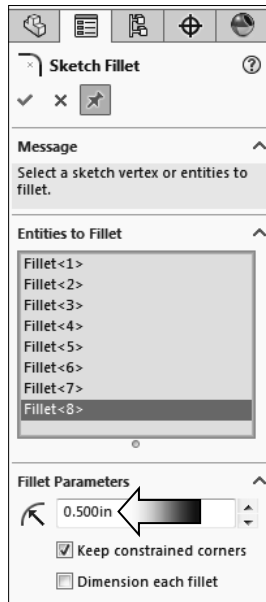 Sketch Fillet
Message
Select a sketch vertex or entities to
fillet.
Entities to Fillet
Fillet<1>
Fillet<2>
Fillet<3>
Fillet<4>
Fillet<5>
Fillet<6>
Fillet<7>
Fillet<8>
Fillet Parameters
0.500in
Keep constrained corners
Dimension each fillet